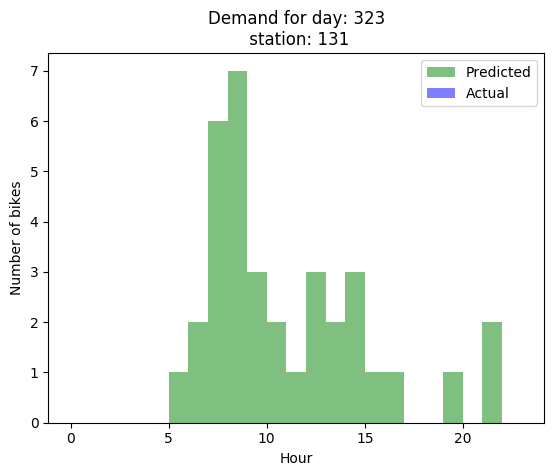 Demand for day: 323
station: 131
Predicted
Actual
7
6
5
4
3
2
1
0
Number of bikes
0
5
10
15
20
Hour